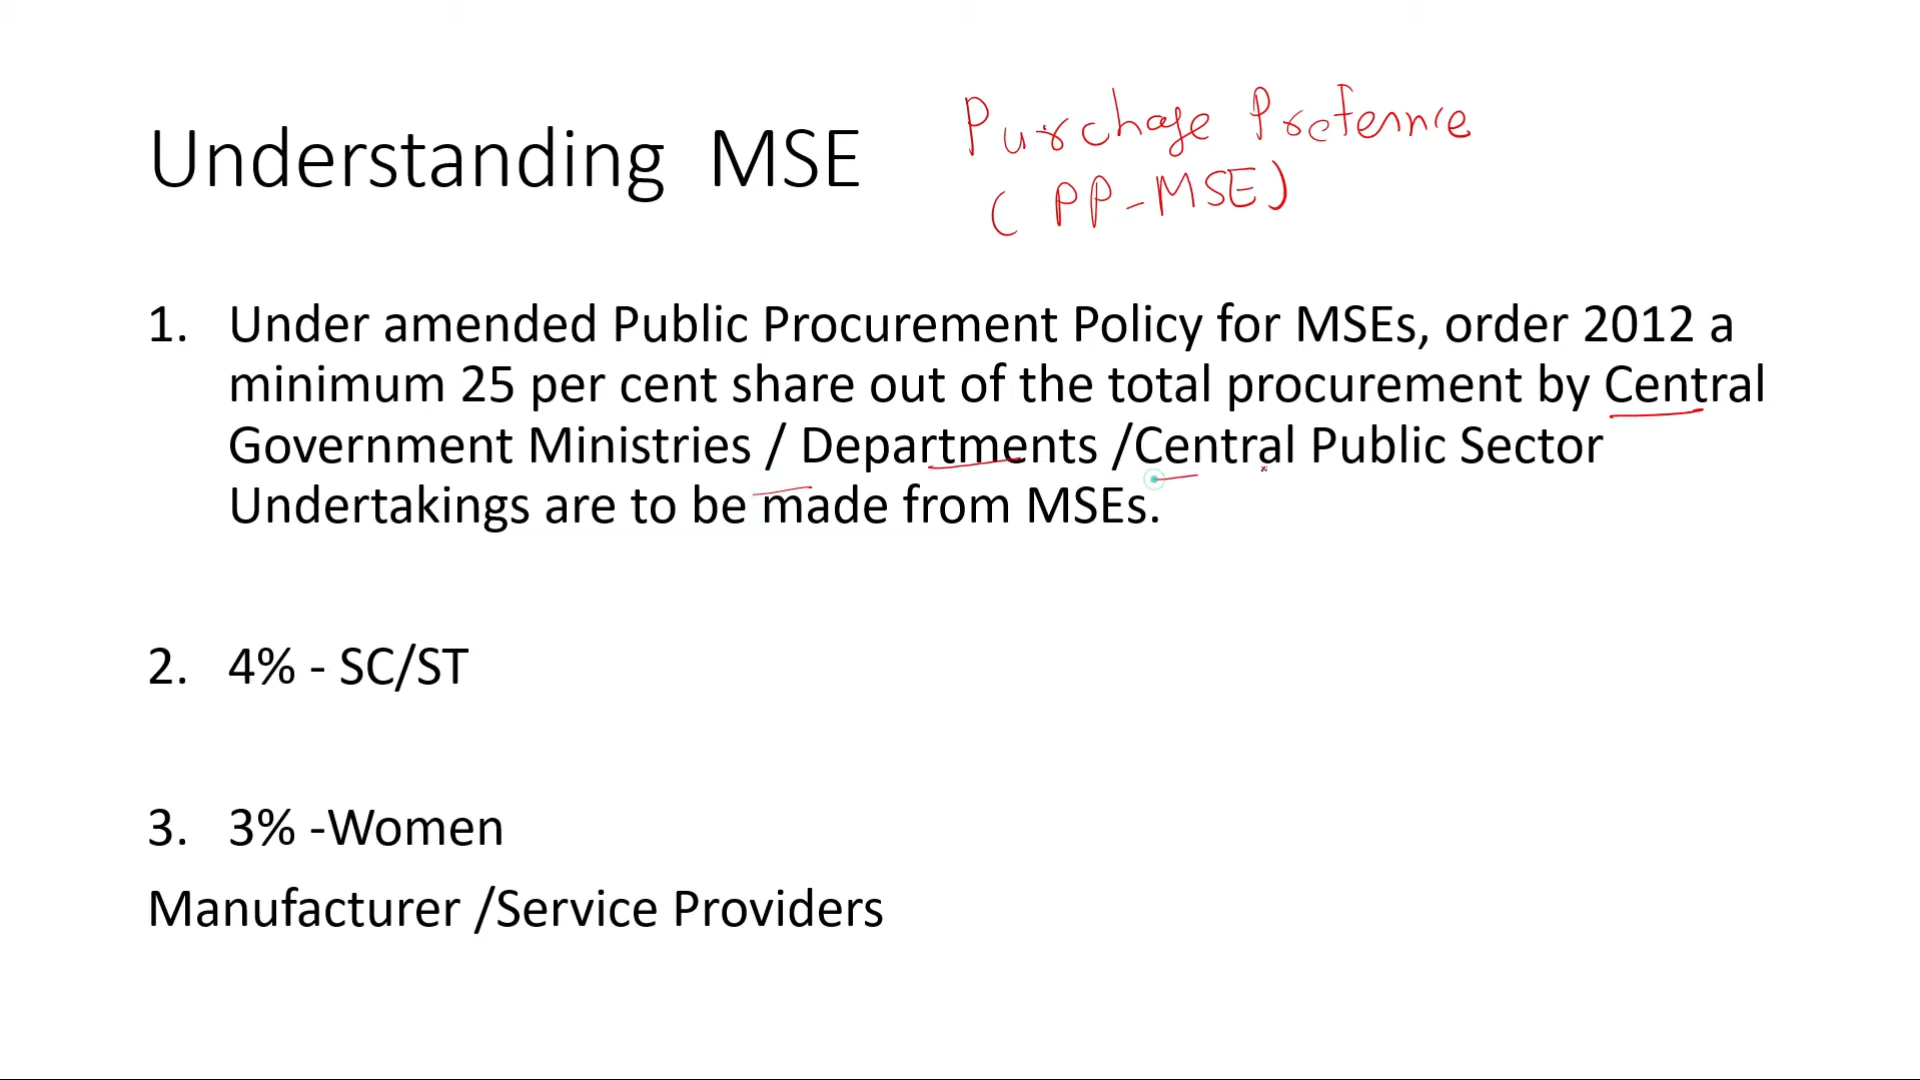 Understanding MSE
Purchase Preference
(PP-MSE)
1. Under amended Public Procurement Policy for MSEs, order 2012 a
minimum 25 per cent share out of the total procurement by Central
Government Ministries / Departments /Central Public Sector
Undertakings are to be made from MSEs.
2. 4% - SC/ST
3. 3% -Women
Manufacturer /Service Providers